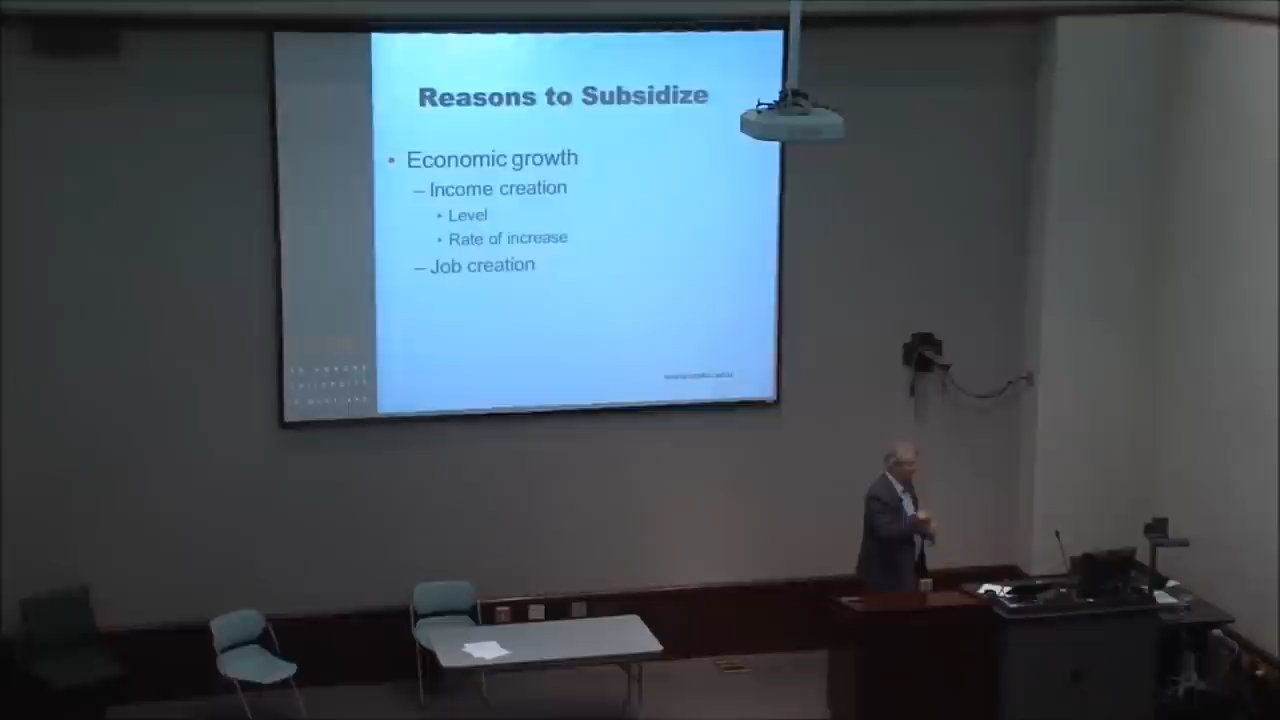 Reasons to Subsidize
• Economic growth
– Income creation
• Level
• Rate of increase
– Job creation